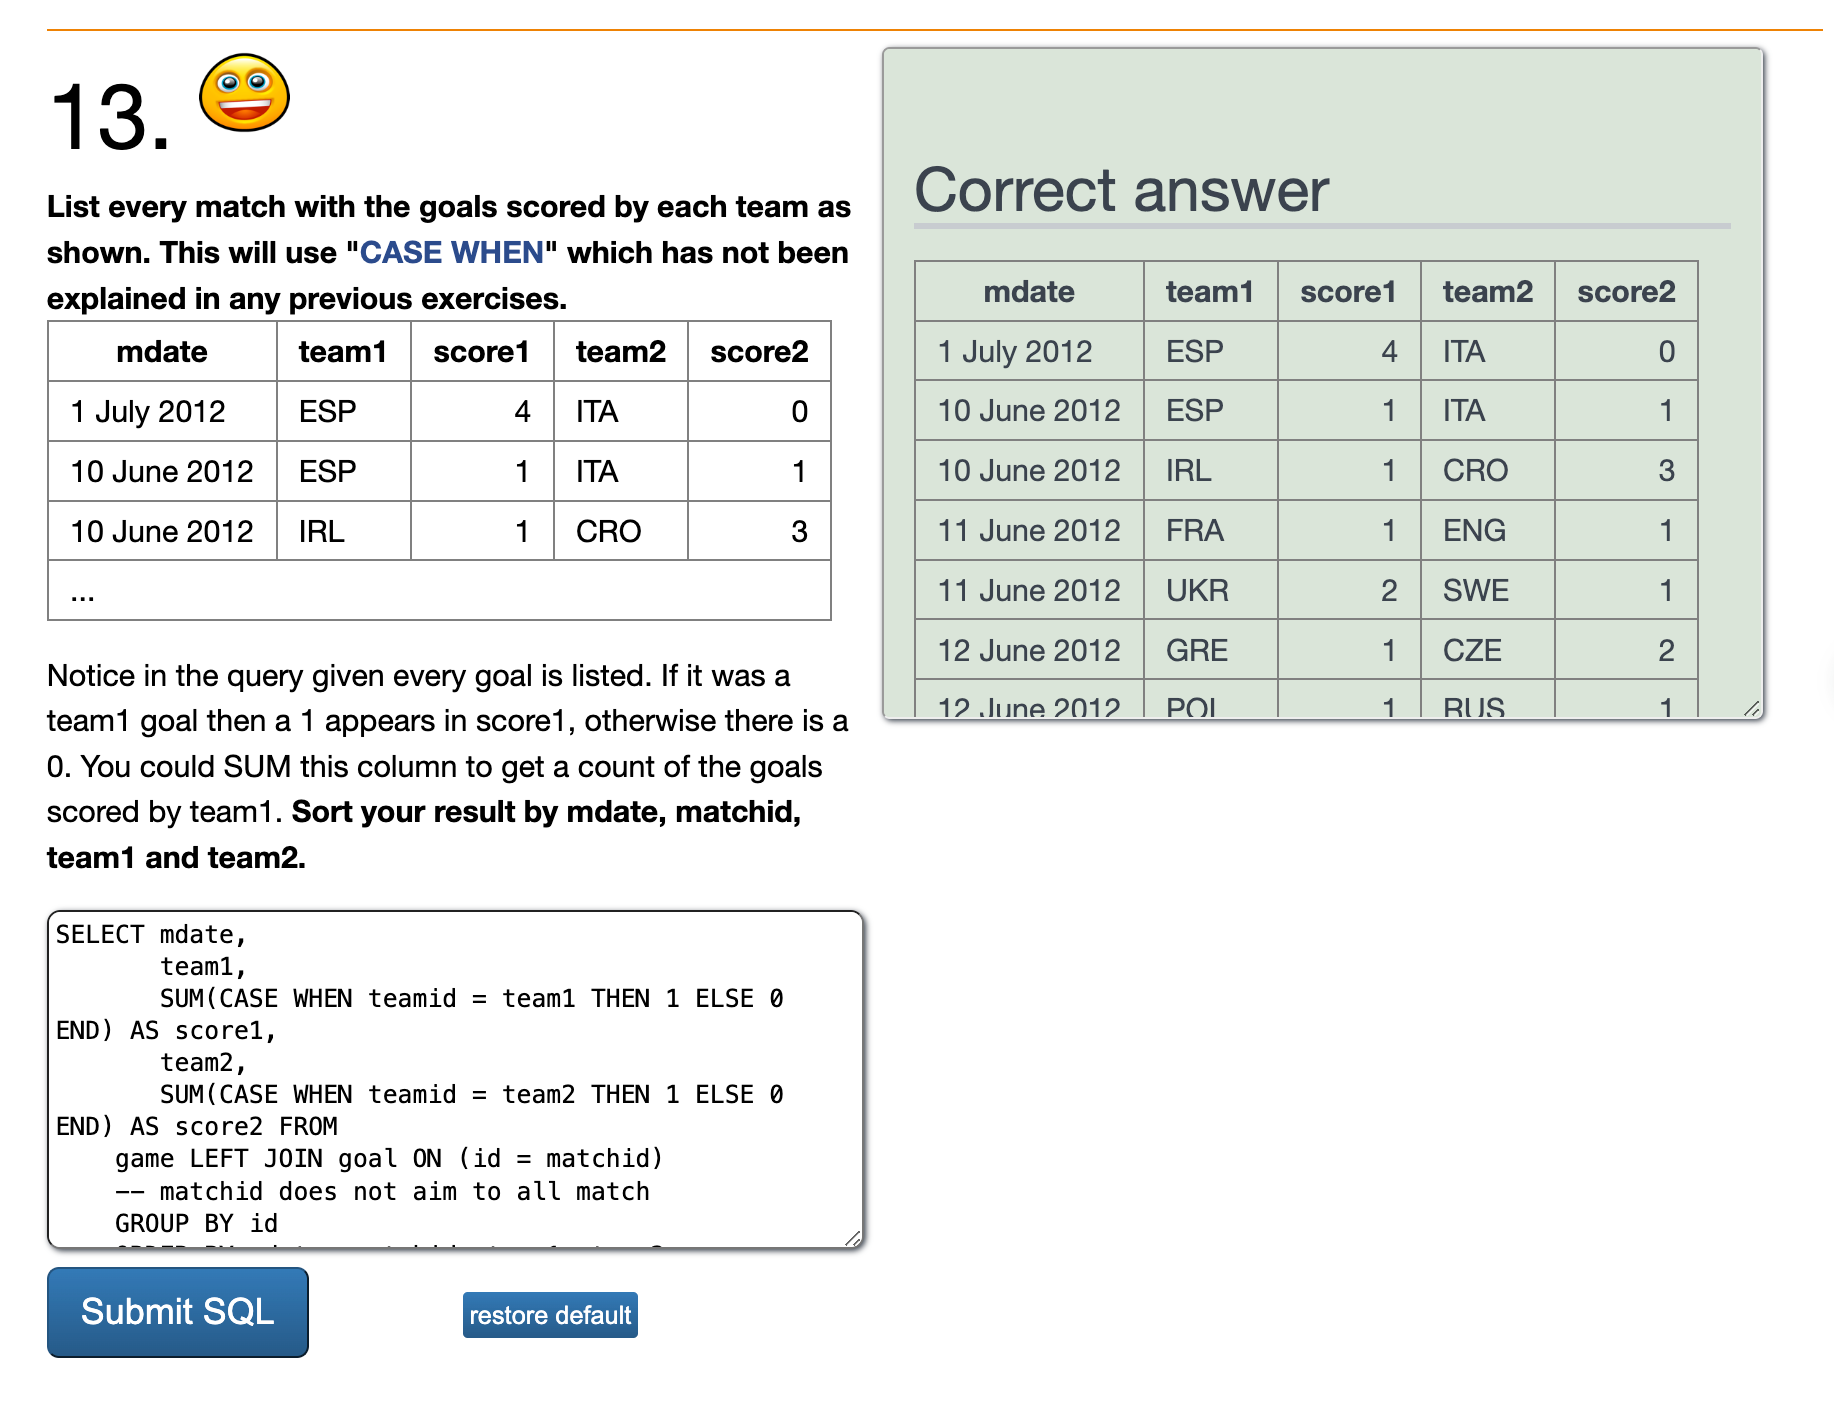 13.
List every match with the goals scored by each team as
shown. This will use "CASE WHEN" which has not been
explained in any previous exercises.
mdate team1 score1 team2 score2
1 July 2012 ESP 4 ITA 0
10 June 2012 ESP 1 ITA 1
10 June 2012 IRL 1 CRO 3
...
Notice in the query given every goal is listed. If it was a
team1 goal then a 1 appears in score1, otherwise there is a
0. You could SUM this column to get a count of the goals
scored by team1. Sort your result by mdate, matchid,
team1 and team2.
SELECT mdate,
team1,
SUM(CASE WHEN teamid = team1 THEN 1 ELSE 0
END) AS score1,
team2,
SUM(CASE WHEN teamid = team2 THEN 1 ELSE 0
END) AS score2 FROM
game LEFT JOIN goal ON (id = matchid)
-- matchid does not aim to all match
GROUP BY id
Submit SQL
restore default
Correct answer
mdate team1 score1 team2 score2
1 July 2012 ESP 4 ITA 0
10 June 2012 ESP 1 ITA 1
10 June 2012 IRL 1 CRO 3
11 June 2012 FRA 1 ENG 1
11 June 2012 UKR 2 SWE 1
12 June 2012 GRE 1 CZE 2
12 June 2012 POL 1 RUS 1